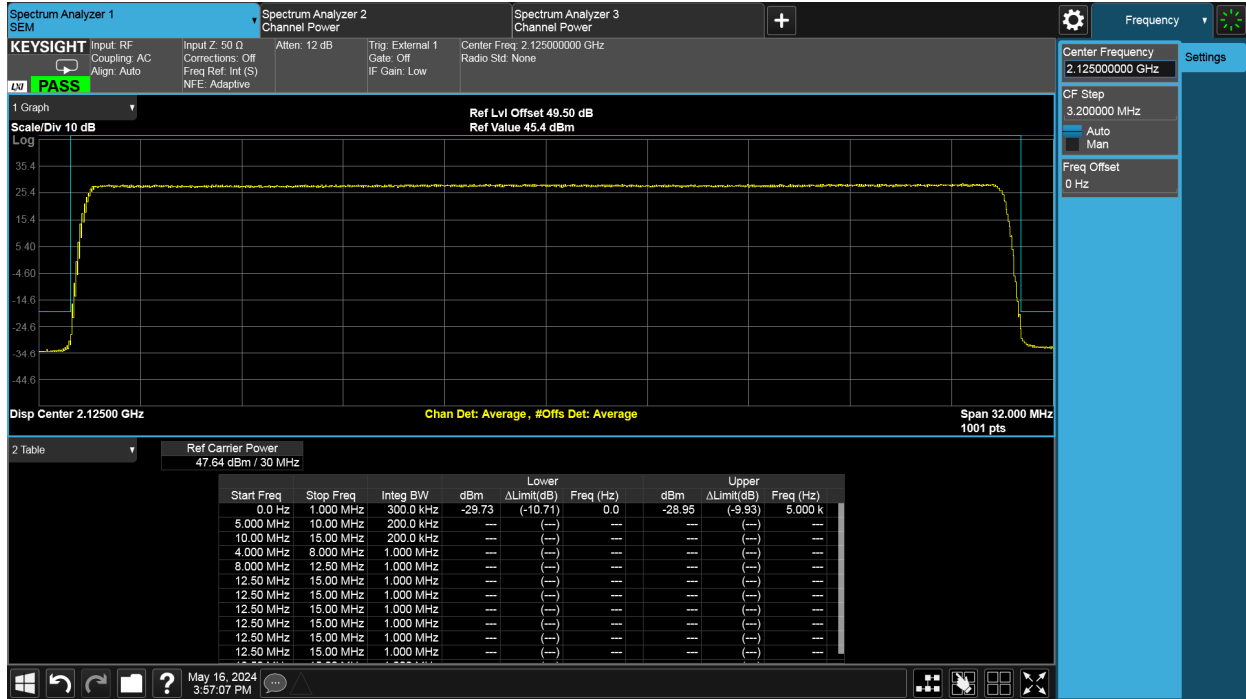 Spectrum Analyzer 1
SEM
Spectrum Analyzer 2
Channel Power
Spectrum Analyzer 3
Channel Power
Frequency
KEYSIGHT
LXI
PASS
Input: RF
Coupling: AC
Align: Auto
Input Z: 50 Ω
Corrections: Off
Freq Ref: Int (S)
NFE: Adaptive
Atten: 12 dB
Trig: External 1
Gate: Off
IF Gain: Low
Center Freq: 2.125000000 GHz
Radio Std: None
Center Frequency
2.125000000 GHz
Settings
CF Step
3.200000 MHz
Auto
Man
Freq Offset
0 Hz
1 Graph
Scale/Div 10 dB
Ref Lvl Offset 49.50 dB
Ref Value 45.4 dBm
Log
35.4
25.4
15.4
5.40
-4.60
-14.6
-24.6
-34.6
-44.6
Disp Center 2.12500 GHz
Chan Det: Average, #Offs Det: Average
Span 32.000 MHz
1001 pts
2 Table
Ref Carrier Power
47.64 dBm / 30 MHz
Lower Upper
Start Freq Stop Freq Integ BW dBm ΔLimit(dB) Freq (Hz) dBm ΔLimit(dB) Freq (Hz)
0.0 Hz 1.000 MHz 300.0 kHz -29.73 (-10.71) 0.0 -28.95 (-9.93) 5.000 k
5.000 MHz 10.00 MHz 200.0 kHz --- (---) --- --- (---) ---
10.00 MHz 15.00 MHz 200.0 kHz --- (---) --- --- (---) ---
4.000 MHz 8.000 MHz 1.000 MHz --- (---) --- --- (---) ---
8.000 MHz 12.50 MHz 1.000 MHz --- (---) --- --- (---) ---
12.50 MHz 15.00 MHz 1.000 MHz --- (---) --- --- (---) ---
12.50 MHz 15.00 MHz 1.000 MHz --- (---) --- --- (---) ---
12.50 MHz 15.00 MHz 1.000 MHz --- (---) --- --- (---) ---
12.50 MHz 15.00 MHz 1.000 MHz --- (---) --- --- (---) ---
12.50 MHz 15.00 MHz 1.000 MHz --- (---) --- --- (---) ---
12.50 MHz 15.00 MHz 1.000 MHz --- (---) --- --- (---) ---
May 16, 2024
3:57:07 PM